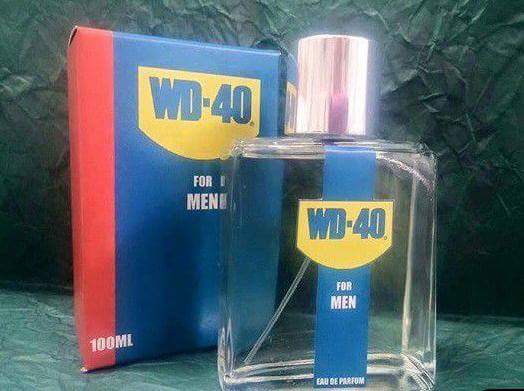 WD-40
FOR
MEN
100ML
WD-40
FOR
MEN
EAU DE PARFUM